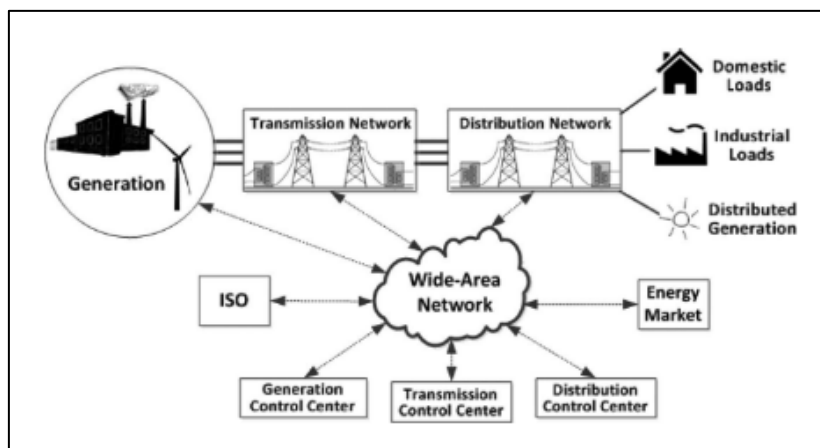 Generation
Transmission Network
Distribution Network
Domestic
Loads
Industrial
Loads
Distributed
Generation
Wide-Area
Network
ISO
Energy
Market
Generation
Control Center
Transmission
Control Center
Distribution
Control Center